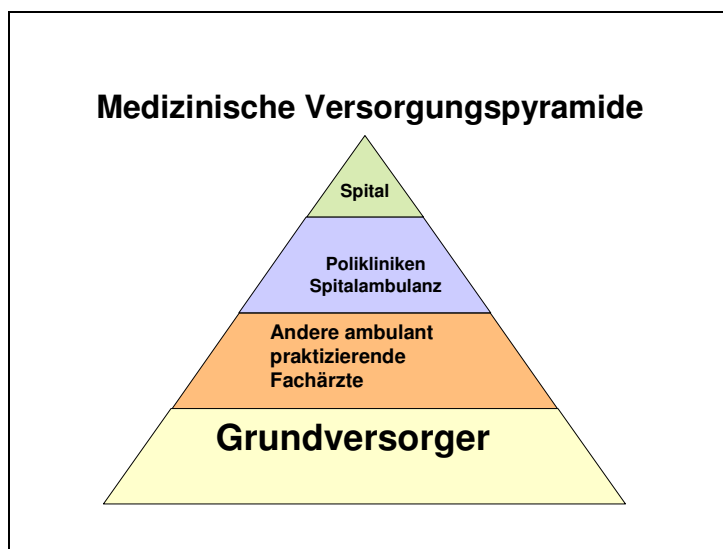 Medizinische Versorgungspyramide
Spital
Polikliniken
Spitalambulanz
Andere ambulant
praktizierende
Fachärzte
Grundversorger